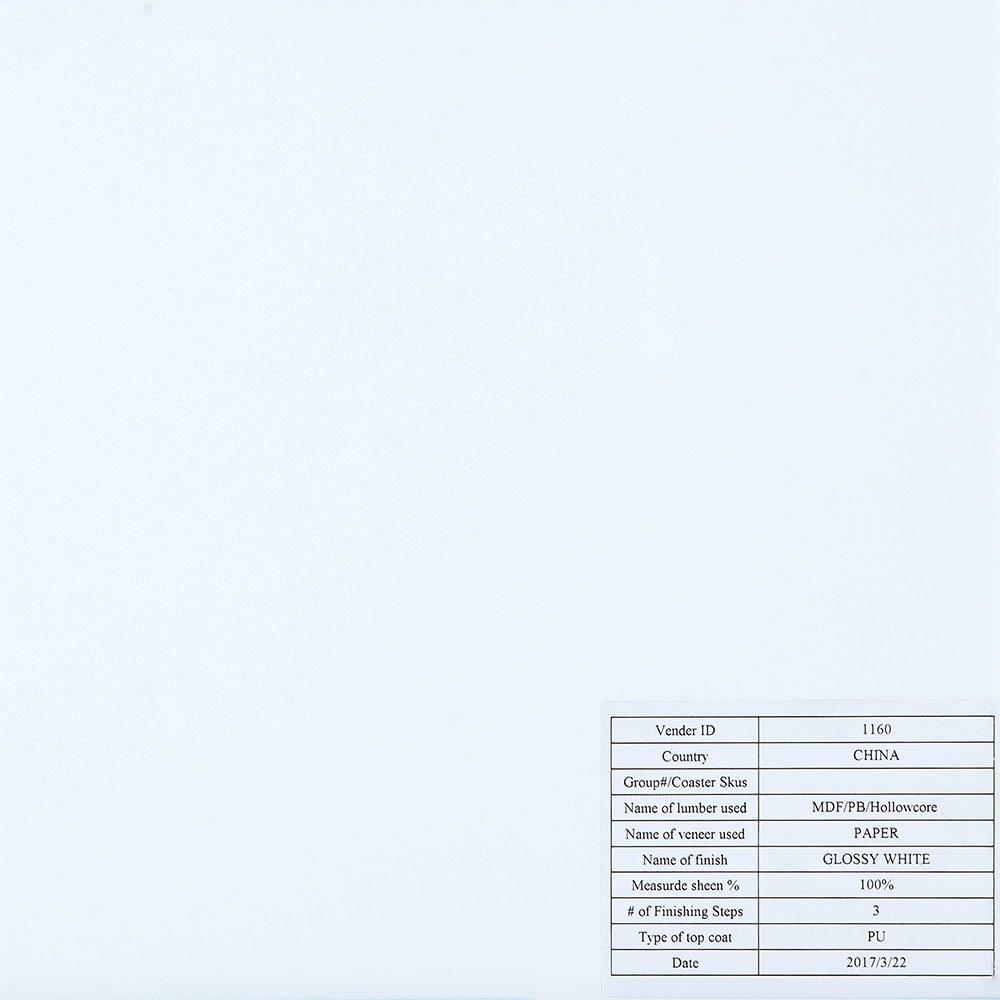 Vender ID 1160
Country CHINA
Group#/Coaster Skus
Name of lumber used MDF/PB/Hollowcore
Name of veneer used PAPER
Name of finish GLOSSY WHITE
Measurde sheen % 100%
# of Finishing Steps 3
Type of top coat PU
Date 2017/3/22